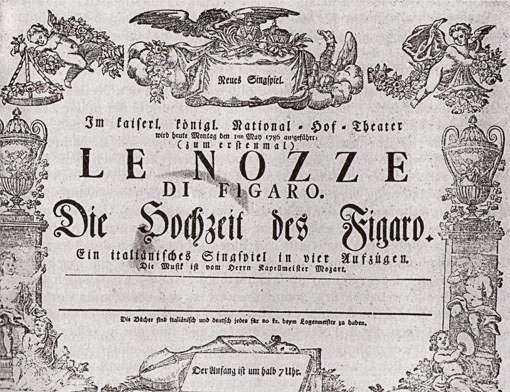 Neues Singspiel.
Im kaiserl. königl. National-Hof-Theater
wird heute Montag den 1ten May 1786 aufgeführt:
(zum erstenmal)
LE NOZZE
DI FIGARO.
Die Hochzeit des Figaro.
Ein italiänisches Singspiel in vier Aufzügen.
Die Musik ist vom Herrn Kapellmeister Mozart.
Die Bücher sind italiänisch und deutsch jedes für 20 kr. beym Logenmeister zu haben.
Der Anfang ist um halb 7 Uhr.